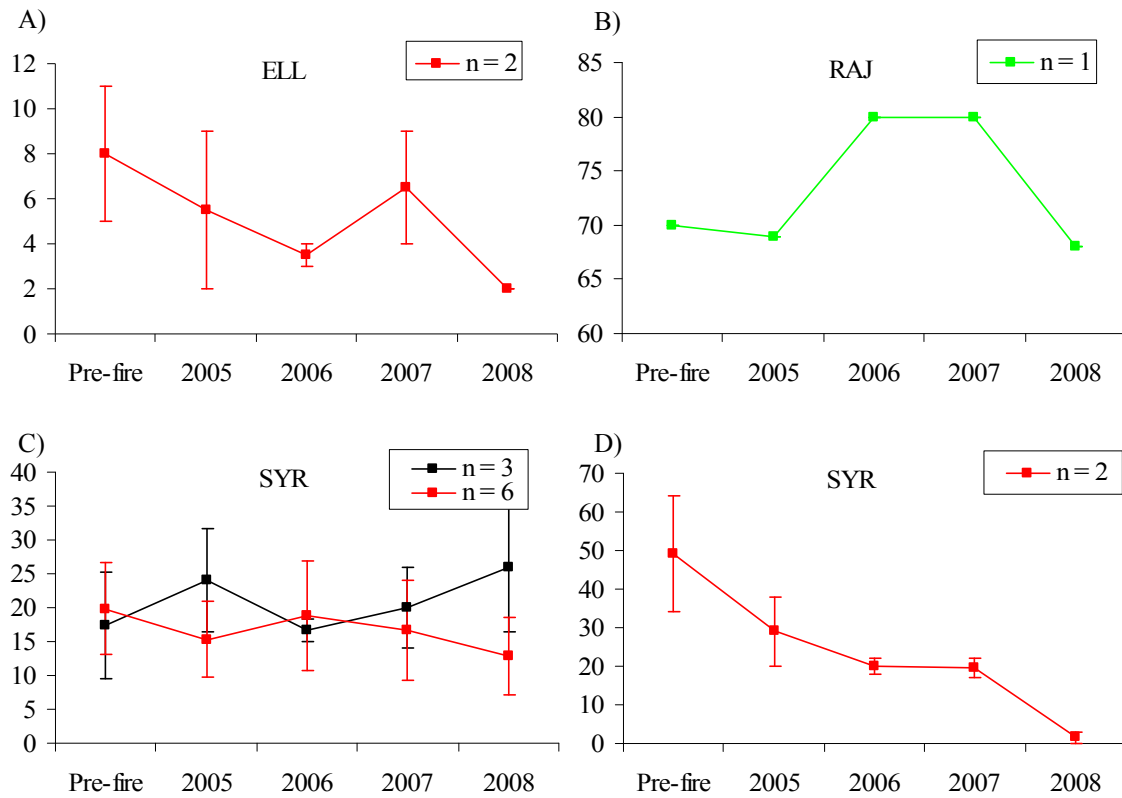 A)
ELL
n = 2
12
10
8
6
4
2
0
Pre-fire 2005 2006 2007 2008
B)
RAJ
n = 1
85
80
75
70
65
60
Pre-fire 2005 2006 2007 2008
C)
SYR
n = 3
n = 6
40
35
30
25
20
15
10
5
0
Pre-fire 2005 2006 2007 2008
D)
SYR
n = 2
70
60
50
40
30
20
10
0
Pre-fire 2005 2006 2007 2008